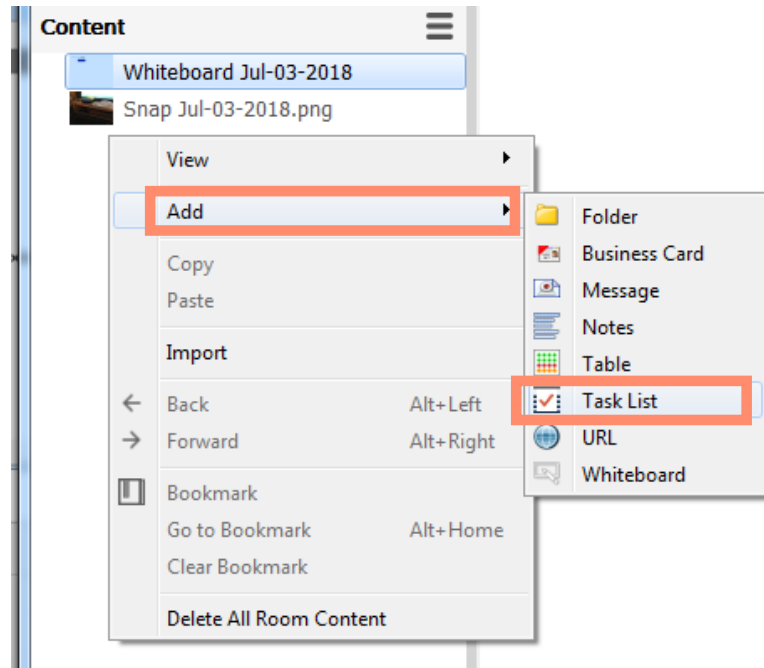 Content
Whiteboard Jul-03-2018
Snap Jul-03-2018.png
View
Add
Copy
Paste
Import
Back Alt+Left
Forward Alt+Right
Bookmark
Go to Bookmark Alt+Home
Clear Bookmark
Delete All Room Content
Folder
Business Card
Message
Notes
Table
Task List
URL
Whiteboard